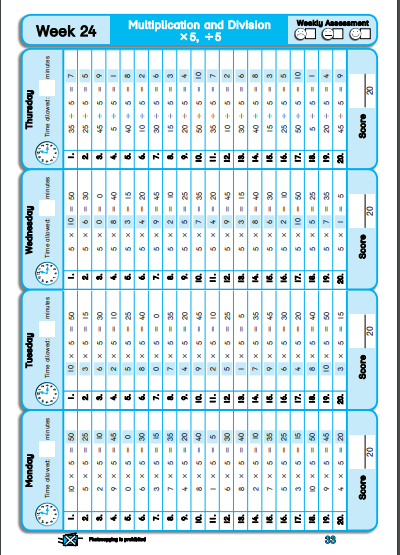 Week 24
Multiplication and Division
×5, ÷5
Weekly Assessment
Monday
Time allowed: minutes
1. 10 × 5 = 50
2. 5 × 5 = 25
3. 2 × 5 = 10
4. 9 × 5 = 45
5. 0 × 5 = 0
6. 6 × 5 = 30
7. 3 × 5 = 15
8. 7 × 5 = 35
9. 4 × 5 = 20
10. 8 × 5 = 40
11. 1 × 5 = 5
12. 6 × 5 = 30
13. 8 × 5 = 40
14. 2 × 5 = 10
15. 7 × 5 = 35
16. 5 × 5 = 25
17. 3 × 5 = 15
18. 10 × 5 = 50
19. 9 × 5 = 45
20. 4 × 5 = 20
Score 20
Tuesday
Time allowed: minutes
1. 10 × 5 = 50
2. 3 × 5 = 15
3. 6 × 5 = 30
4. 2 × 5 = 10
5. 5 × 5 = 25
6. 8 × 5 = 40
7. 0 × 5 = 0
8. 7 × 5 = 35
9. 4 × 5 = 20
10. 9 × 5 = 45
11. 2 × 5 = 10
12. 5 × 5 = 25
13. 1 × 5 = 5
14. 7 × 5 = 35
15. 9 × 5 = 45
16. 6 × 5 = 30
17. 4 × 5 = 20
18. 8 × 5 = 40
19. 10 × 5 = 50
20. 3 × 5 = 15
Score 20
Wednesday
Time allowed: minutes
1. 5 × 10 = 50
2. 5 × 6 = 30
3. 5 × 0 = 0
4. 5 × 8 = 40
5. 5 × 3 = 15
6. 5 × 4 = 20
7. 5 × 9 = 45
8. 5 × 2 = 10
9. 5 × 5 = 25
10. 5 × 7 = 35
11. 5 × 4 = 20
12. 5 × 9 = 45
13. 5 × 3 = 15
14. 5 × 8 = 40
15. 5 × 6 = 30
16. 5 × 2 = 10
17. 5 × 10 = 50
18. 5 × 5 = 25
19. 5 × 7 = 35
20. 5 × 1 = 5
Score 20
Thursday
Time allowed: minutes
1. 35 ÷ 5 = 7
2. 25 ÷ 5 = 5
3. 45 ÷ 5 = 9
4. 5 ÷ 5 = 1
5. 40 ÷ 5 = 8
6. 10 ÷ 5 = 2
7. 30 ÷ 5 = 6
8. 15 ÷ 5 = 3
9. 20 ÷ 5 = 4
10. 50 ÷ 5 = 10
11. 35 ÷ 5 = 7
12. 10 ÷ 5 = 2
13. 30 ÷ 5 = 6
14. 40 ÷ 5 = 8
15. 15 ÷ 5 = 3
16. 25 ÷ 5 = 5
17. 50 ÷ 5 = 10
18. 5 ÷ 5 = 1
19. 20 ÷ 5 = 4
20. 45 ÷ 5 = 9
Score 20
Photocopying is prohibited
33